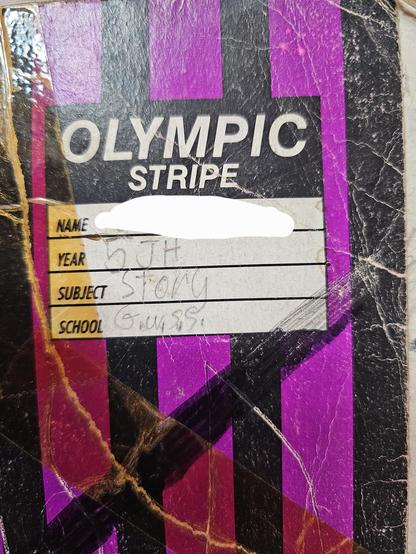 OLYMPIC
STRIPE
NAME
YEAR 5JH
SUBJECT Story
SCHOOL G.W.S.S.